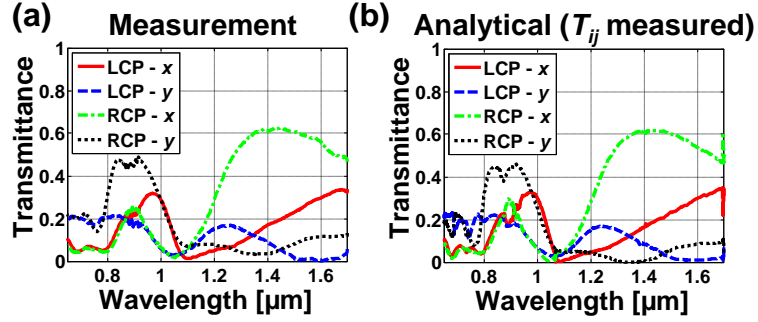 (a) Measurement
Transmittance
1
0.8
0.6
0.4
0.2
0
LCP - x
LCP - y
RCP - x
RCP - y
0.8 1 1.2 1.4 1.6
Wavelength [µm]
(b) Analytical (Tij measured)
Transmittance
1
0.8
0.6
0.4
0.2
0
LCP - x
LCP - y
RCP - x
RCP - y
0.8 1 1.2 1.4 1.6
Wavelength [µm]